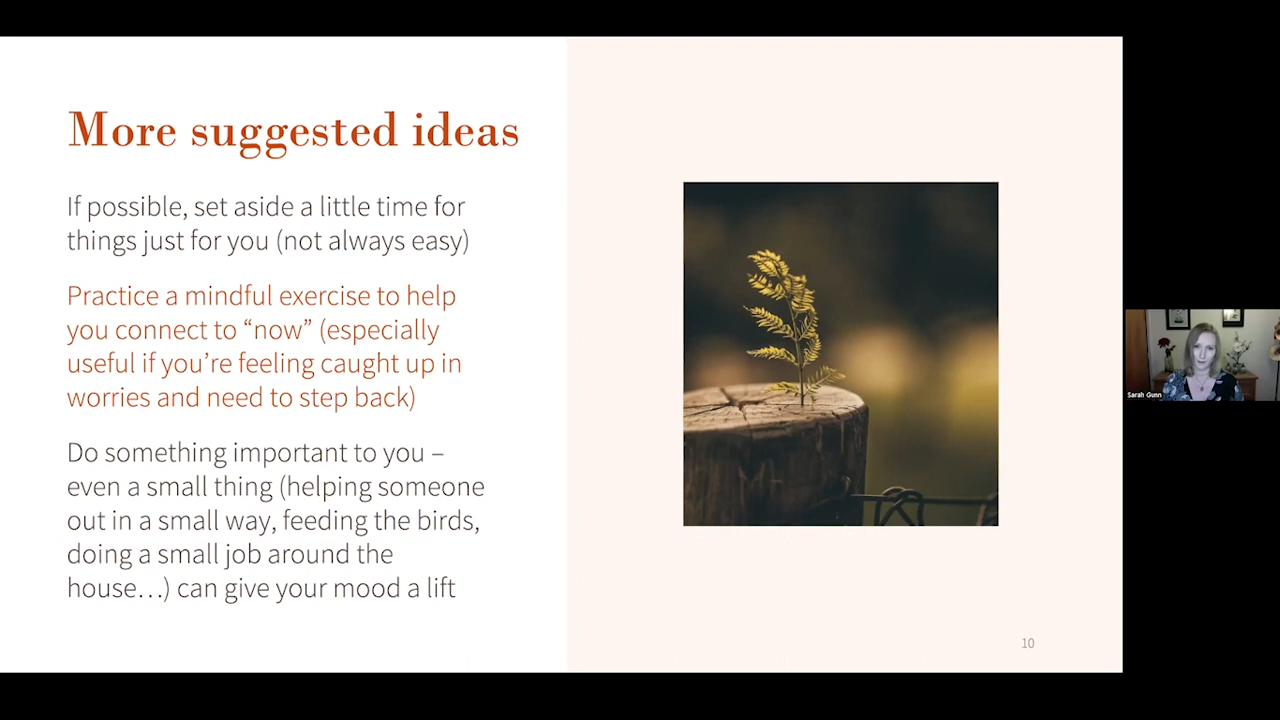 More suggested ideas
If possible, set aside a little time for
things just for you (not always easy)
Practice a mindful exercise to help
you connect to “now” (especially
useful if you’re feeling caught up in
worries and need to step back)
Do something important to you –
even a small thing (helping someone
out in a small way, feeding the birds,
doing a small job around the
house…) can give your mood a lift
10
Sarah Gunn